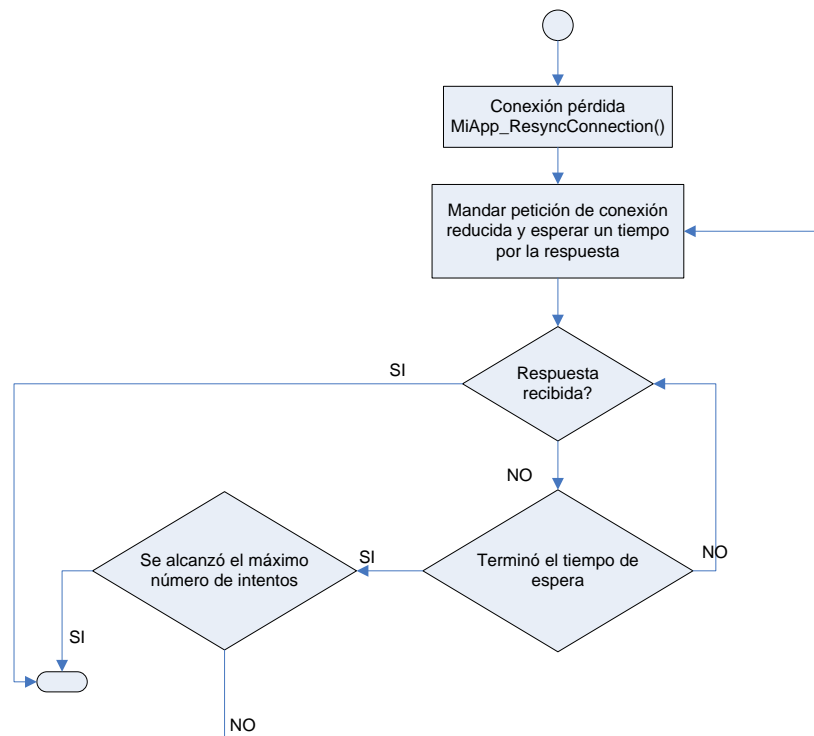 Conexión pérdida
MiApp_ResyncConnection()
Mandar petición de conexión
reducida y esperar un tiempo
por la respuesta
Respuesta
recibida?
SI
NO
Terminó el tiempo de
espera
NO
SI
Se alcanzó el máximo
número de intentos
SI
NO